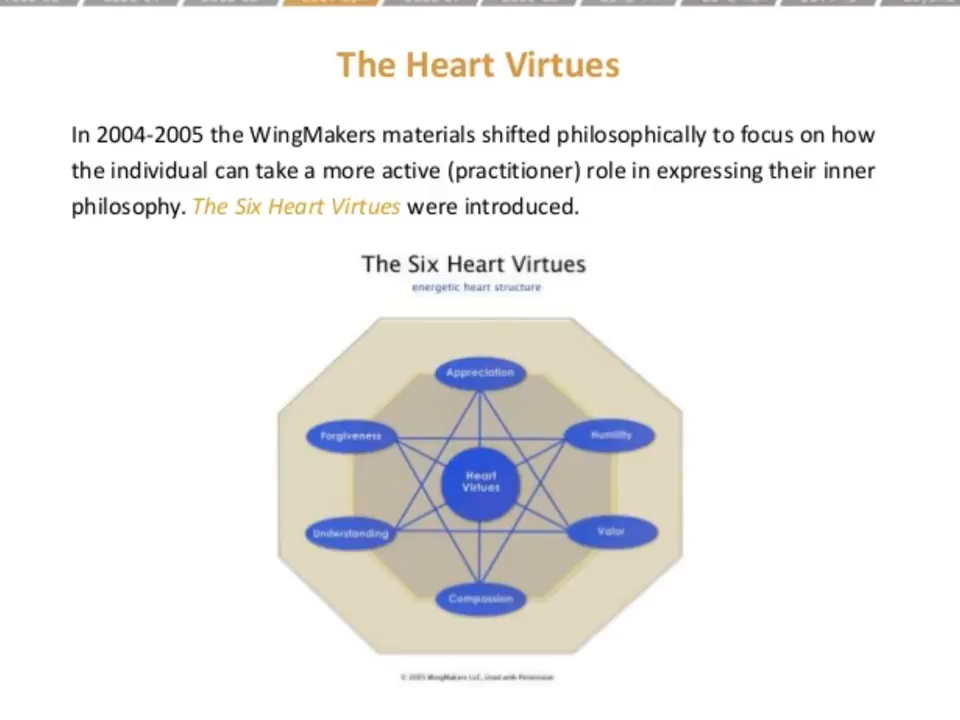 The Heart Virtues
In 2004-2005 the WingMakers materials shifted philosophically to focus on how
the individual can take a more active (practitioner) role in expressing their inner
philosophy. The Six Heart Virtues were introduced.
The Six Heart Virtues
energetic heart structure
Appreciation
Forgiveness
Humility
Heart
Virtues
Understanding
Valor
Compassion
© 2005 WingMakers LLC, Used with Permission